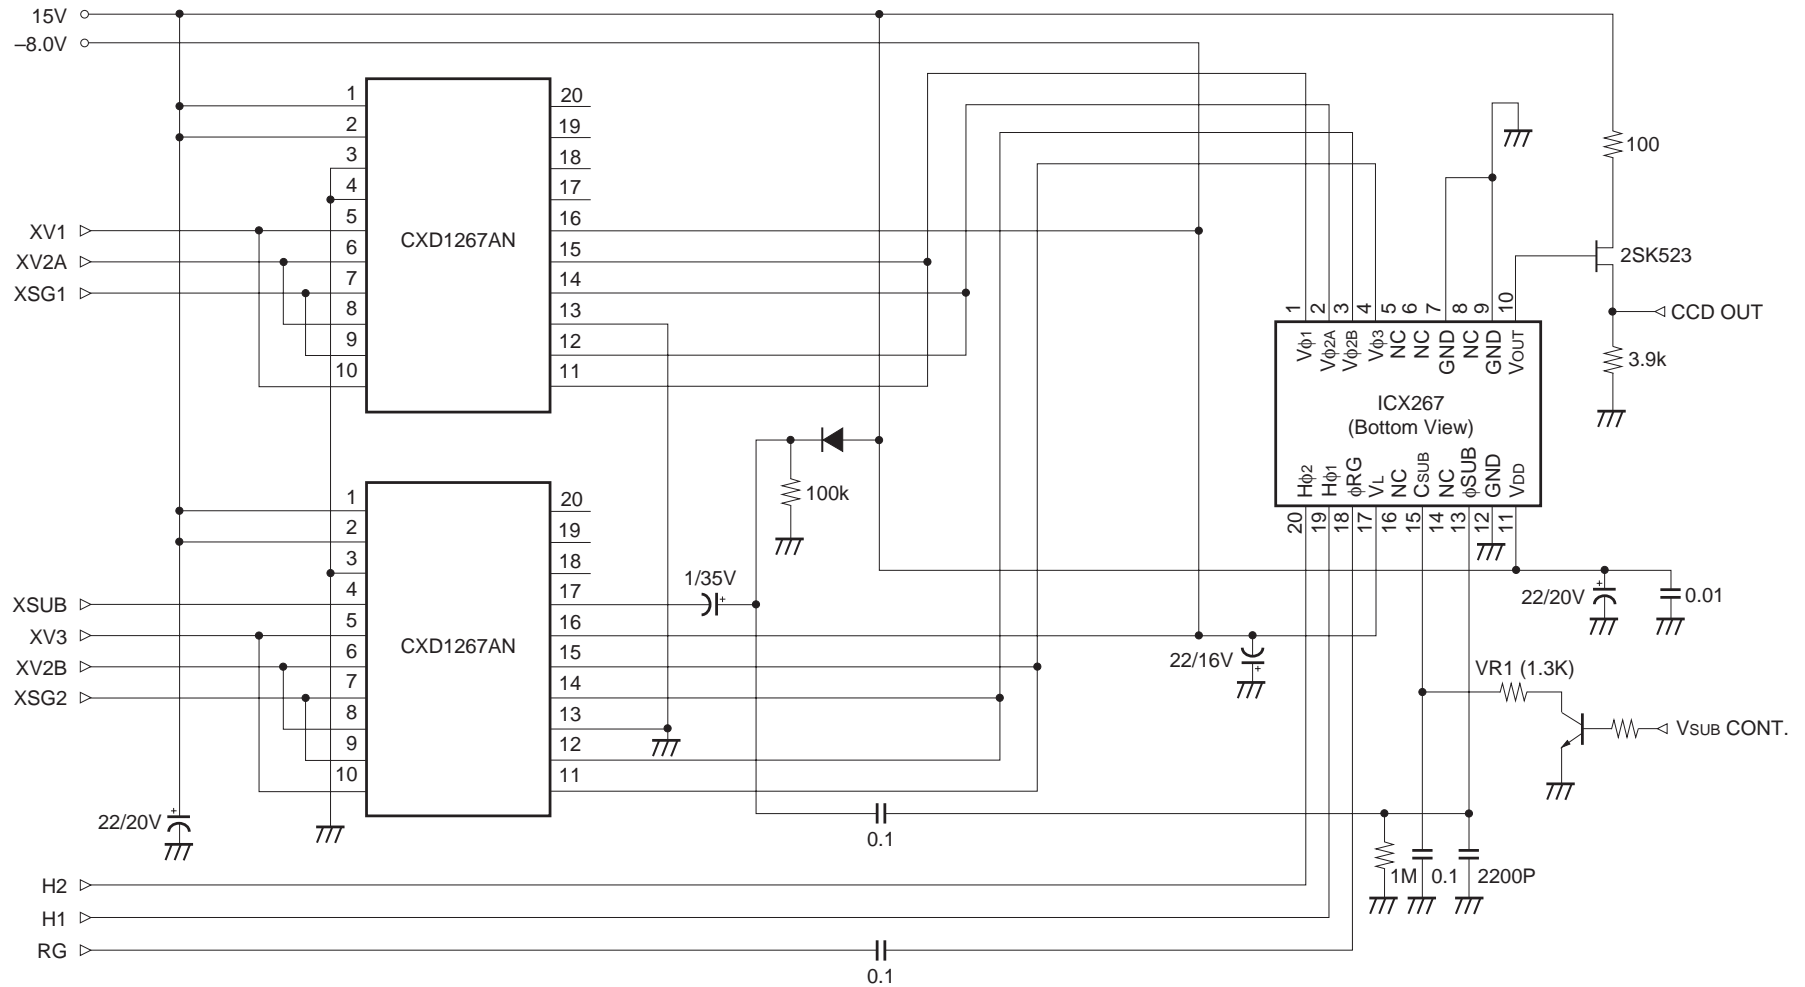 15V
–8.0V
1
2
3
4
5
6
7
8
9
10
CXD1267AN
20
19
18
17
16
15
14
13
12
11
XV1
XV2A
XSG1
100
2SK523
CCD OUT
3.9k
1
2
3
4
5
6
7
8
9
10
Vφ1
Vφ2A
Vφ2B
Vφ3
NC
NC
GND
NC
GND
VOUT
ICX267
(Bottom View)
Hφ2
Hφ1
φRG
VL
NC
CSUB
NC
φSUB
GND
VDD
20
19
18
17
16
15
14
13
12
11
100k
1
2
3
4
5
6
7
8
9
10
CXD1267AN
20
19
18
17
16
15
14
13
12
11
XSUB
XV3
XV2B
XSG2
1/35V
+
22/16V
+
22/20V
+
0.01
VR1 (1.3K)
VSUB CONT.
22/20V
+
0.1
1M
0.1
2200P
H2
H1
RG
0.1